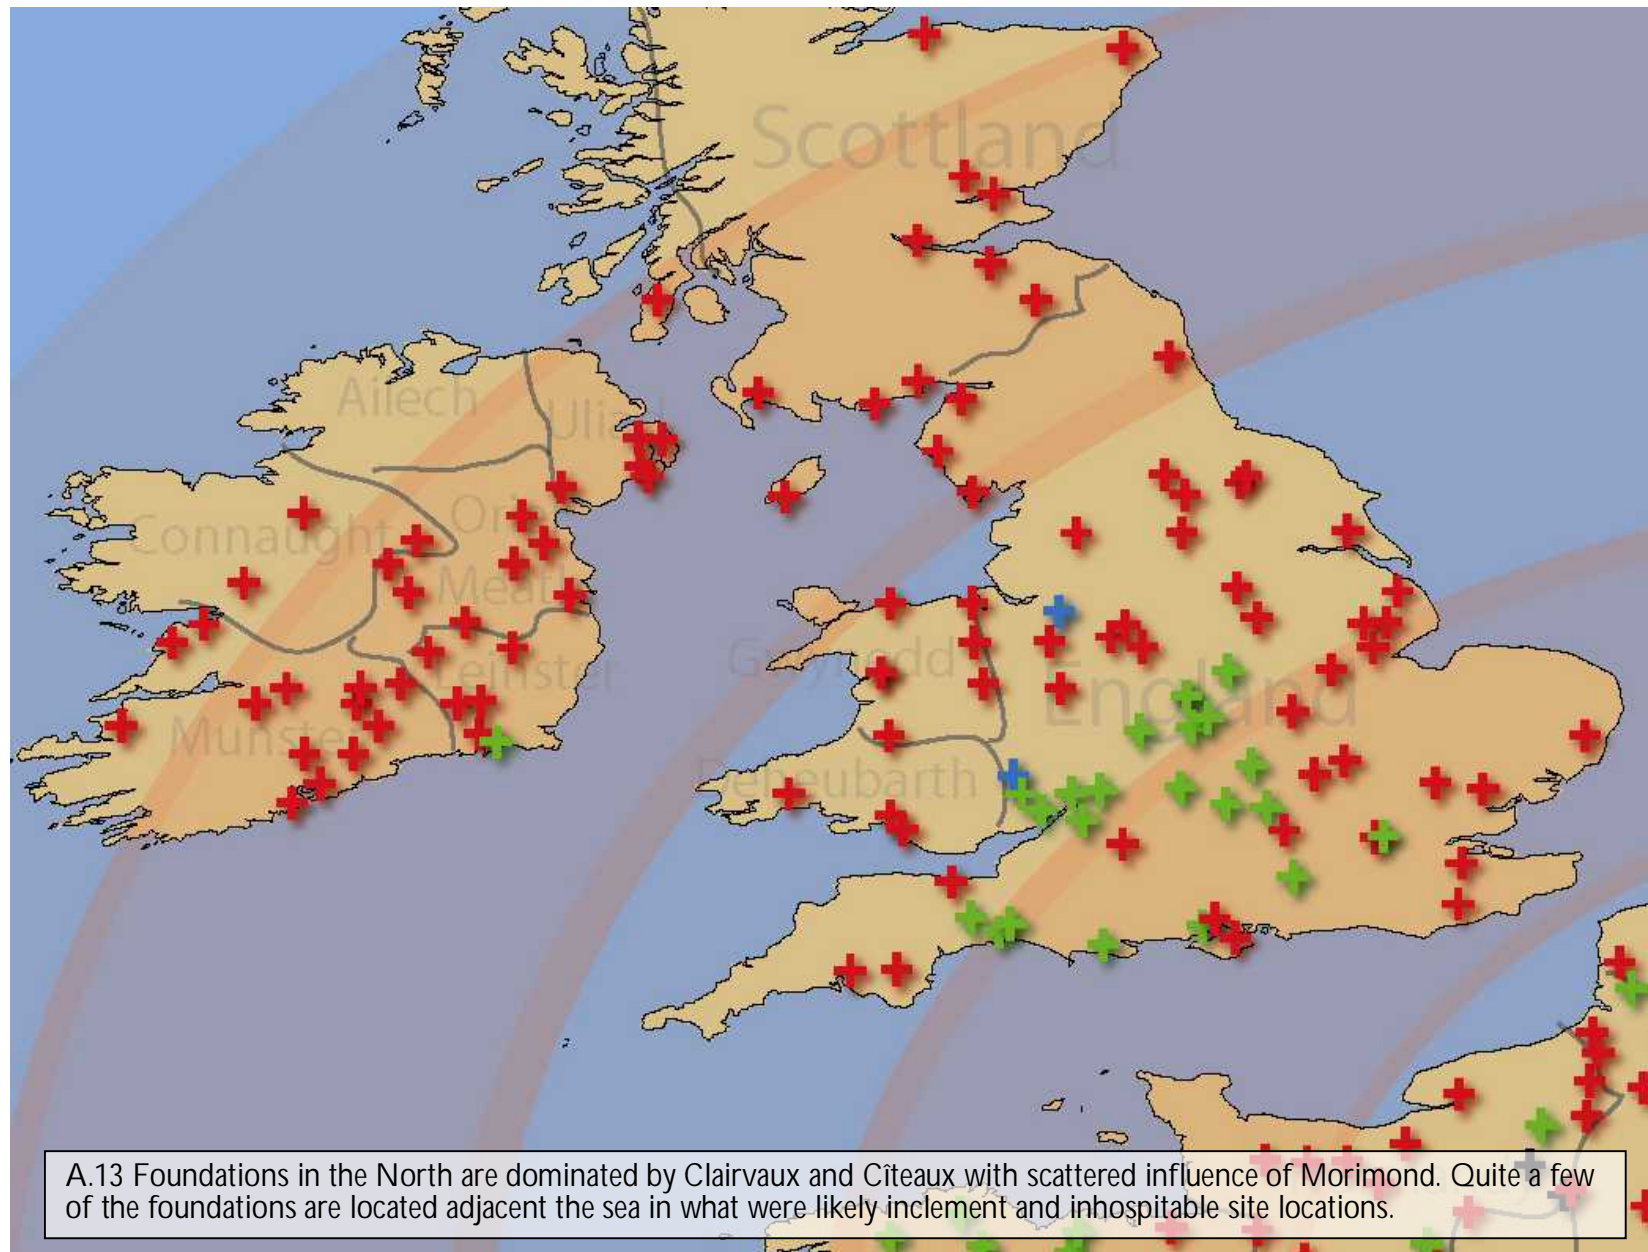 Scottland
Ailech
Connaught
Meath
Leinster
Munster
Gwynedd
England
Deheubarth
A.13 Foundations in the North are dominated by Clairvaux and Cîteaux with scattered influence of Morimond. Quite a few
of the foundations are located adjacent the sea in what were likely inclement and inhospitable site locations.